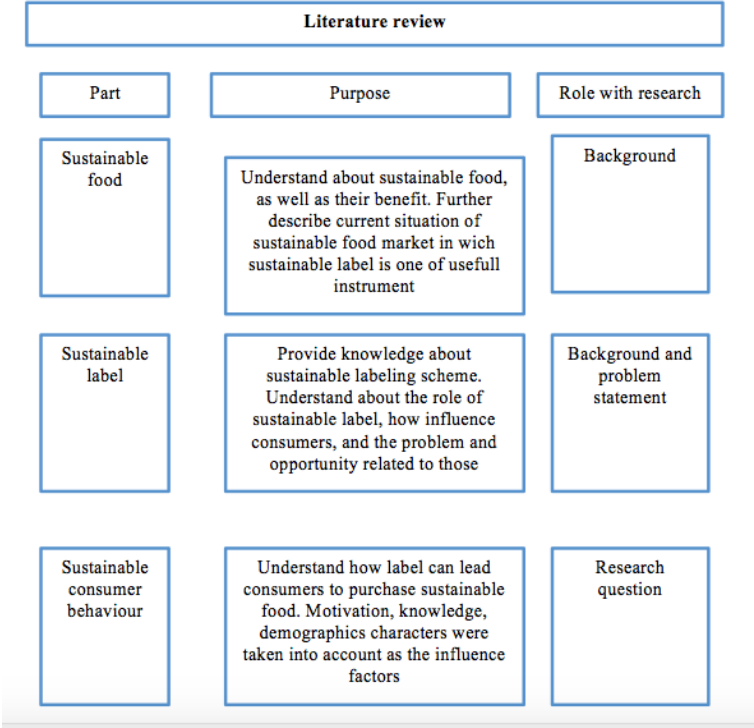 Literature review
Part
Purpose
Role with research
Sustainable
food
Understand about sustainable food,
as well as their benefit. Further
describe current situation of
sustainable food market in wich
sustainable label is one of usefull
instrument
Background
Sustainable
label
Provide knowledge about
sustainable labeling scheme.
Understand about the role of
sustainable label, how influence
consumers, and the problem and
opportunity related to those
Background and
problem
statement
Sustainable
consumer
behaviour
Understand how label can lead
consumers to purchase sustainable
food. Motivation, knowledge,
demographics characters were
taken into account as the influence
factors
Research
question